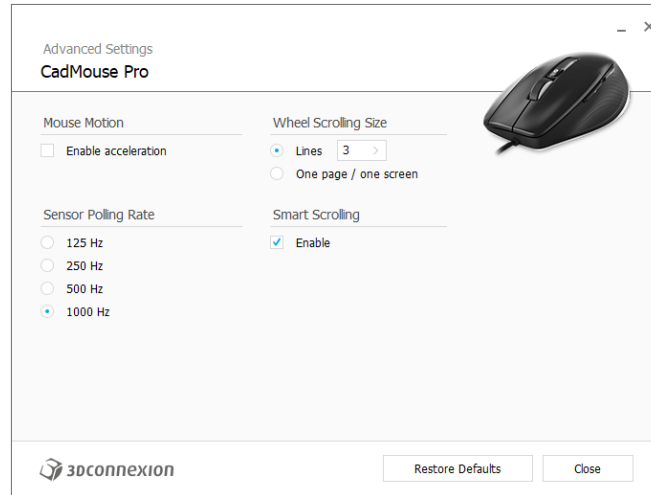 Advanced Settings
CadMouse Pro
Mouse Motion
Enable acceleration
Wheel Scrolling Size
Lines 3
One page / one screen
Sensor Polling Rate
125 Hz
250 Hz
500 Hz
1000 Hz
Smart Scrolling
Enable
3Dconnexion
Restore Defaults
Close